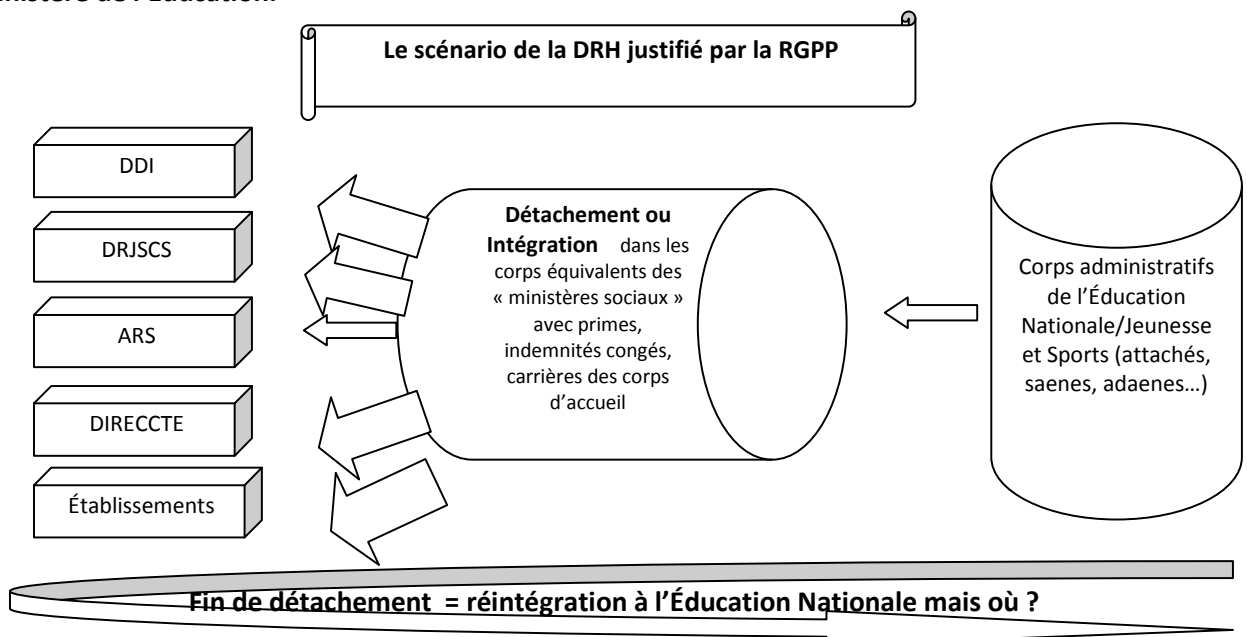 Le scénario de la DRH justifié par la RGPP
DDI
DRJSCS
ARS
DIRECCTE
Établissements
Détachement ou
Intégration dans les
corps équivalents des
« ministères sociaux »
avec primes,
indemnités congés,
carrières des corps
d’accueil
Corps administratifs
de l’Éducation
Nationale/Jeunesse
et Sports (attachés,
saenes, adaenes…)
Fin de détachement = réintégration à l’Éducation Nationale mais où ?